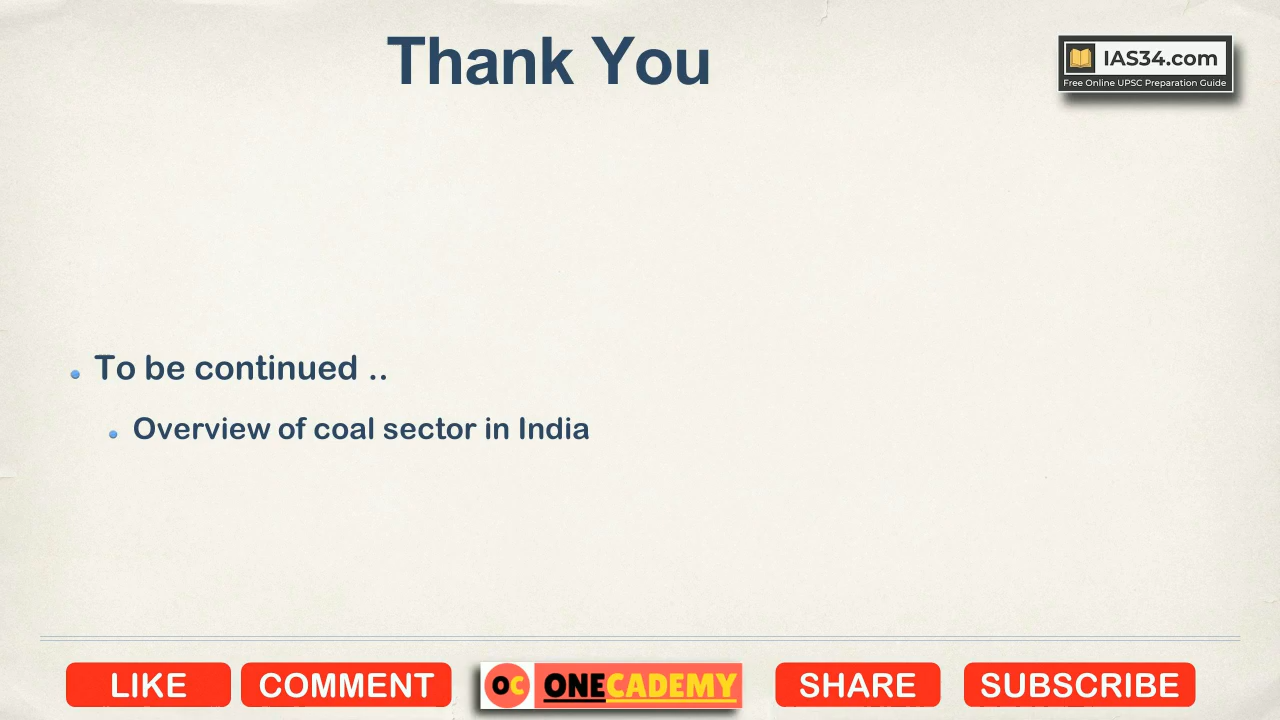 Thank You
IAS34.com
Free Online UPSC Preparation Guide
To be continued ..
Overview of coal sector in India
LIKE
COMMENT
OC ONECADEMY
SHARE
SUBSCRIBE